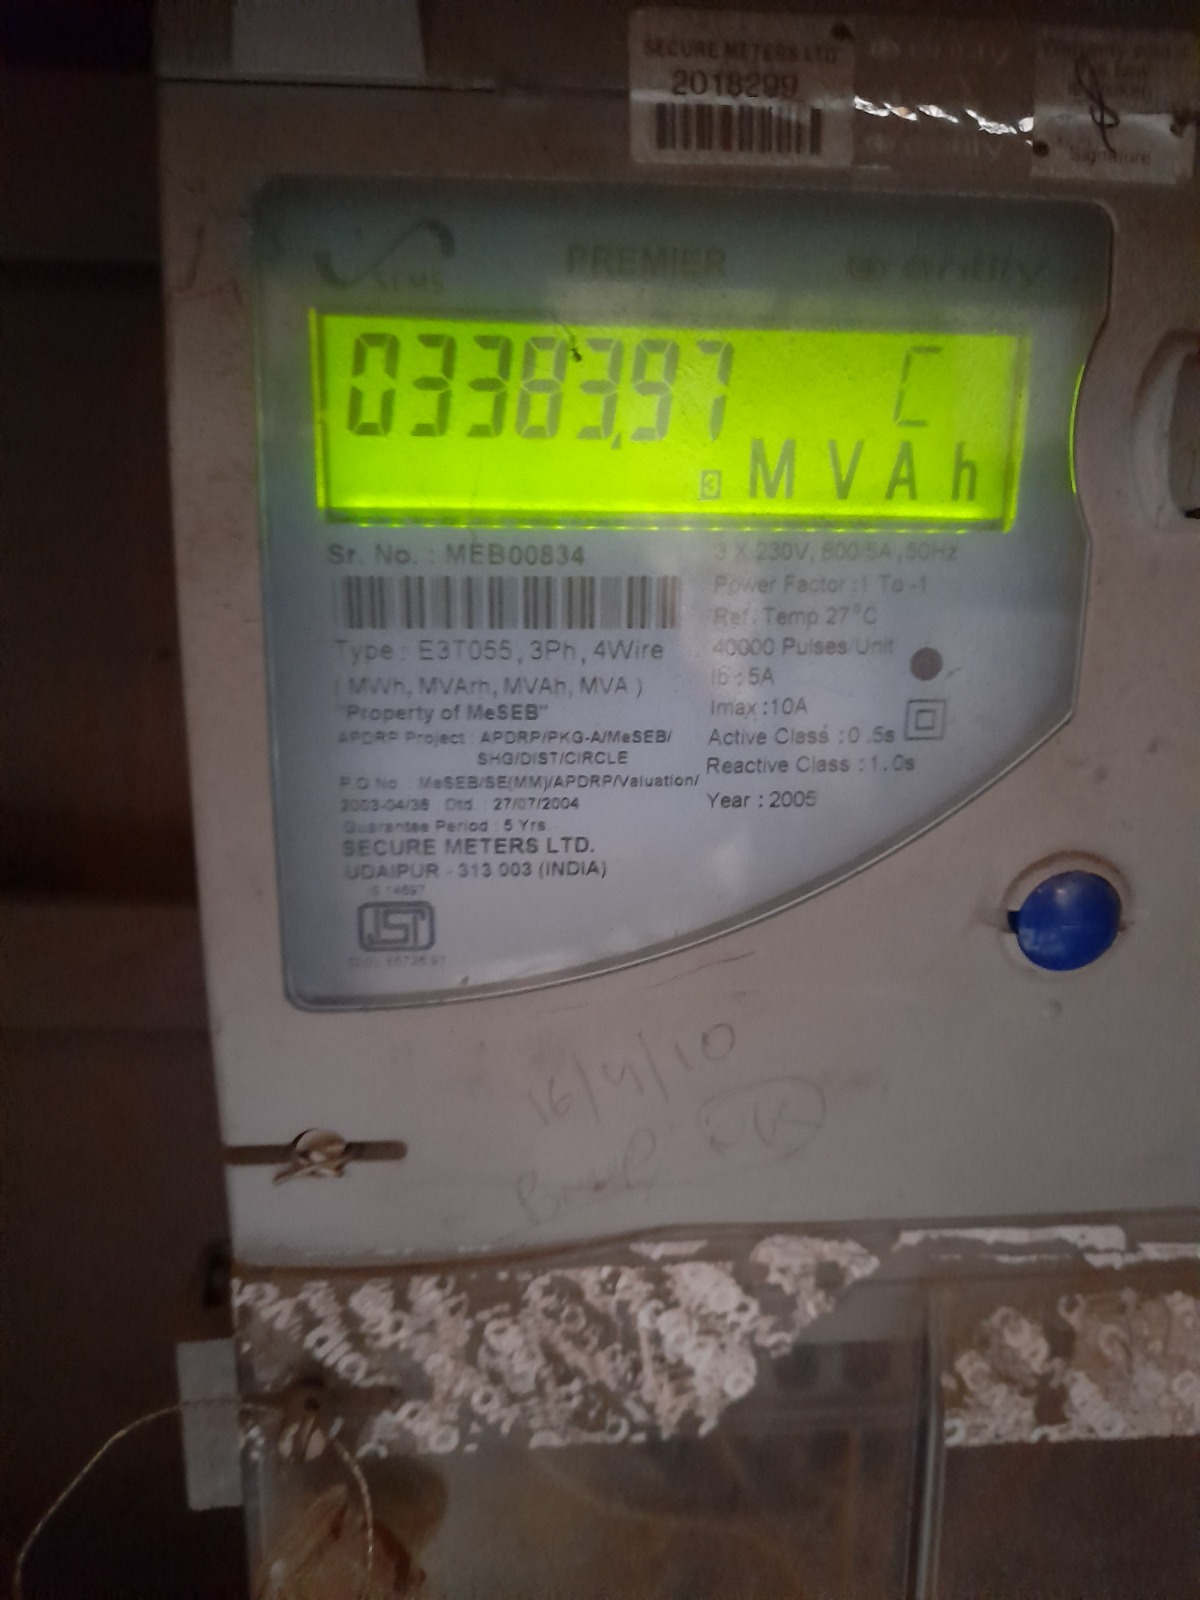 SECURE METERS LTD
2018299
Signature
SEMS
PREMIER
entity
03383.97 C
3 MVAh
Sr. No. : MEB00834
Type : E3T055, 3Ph, 4Wire
( MWh, MVArh, MVAh, MVA )
"Property of MeSEB"
APDRP Project : APDRP/PKG-A/MeSEB/
SHG/DIST/CIRCLE
P.O No : MeSEB/SE(MM)/APDRP/Valuation/
2003-04/38 Dtd : 27/07/2004
Guarantee Period : 5 Yrs
SECURE METERS LTD.
UDAIPUR - 313 003 (INDIA)
3 X 230V, 800/5A, 50Hz
Power Factor : 1 To -1
Ref. Temp 27°C
40000 Pulses/Unit
Ib : 5A
Imax : 10A
Active Class : 0.5s
Reactive Class : 1.0s
Year : 2005
16/4/10
OK